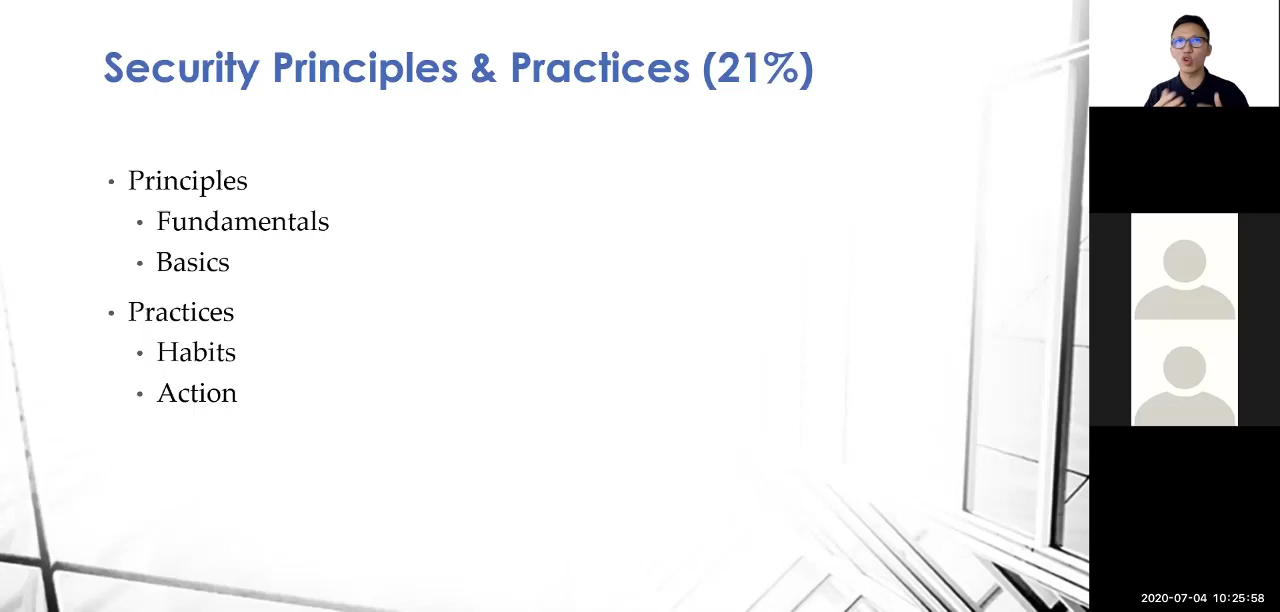 Security Principles & Practices (21%)
• Principles
• Fundamentals
• Basics
• Practices
• Habits
• Action
2020-07-04 10:25:58